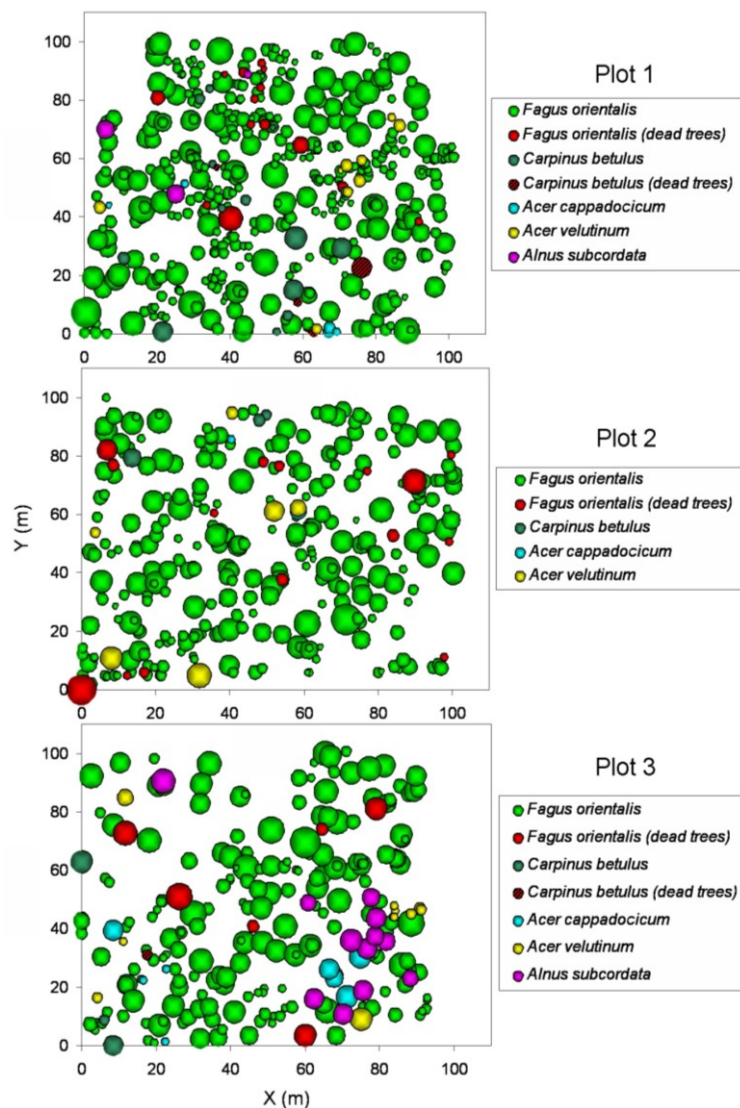 Plot 1
100
80
60
40
20
0
0 20 40 60 80 100
Fagus orientalis
Fagus orientalis (dead trees)
Carpinus betulus
Carpinus betulus (dead trees)
Acer cappadocicum
Acer velutinum
Alnus subcordata
Plot 2
Y (m)
100
80
60
40
20
0
0 20 40 60 80 100
Fagus orientalis
Fagus orientalis (dead trees)
Carpinus betulus
Acer cappadocicum
Acer velutinum
Plot 3
100
80
60
40
20
0
0 20 40 60 80 100
X (m)
Fagus orientalis
Fagus orientalis (dead trees)
Carpinus betulus
Carpinus betulus (dead trees)
Acer cappadocicum
Acer velutinum
Alnus subcordata